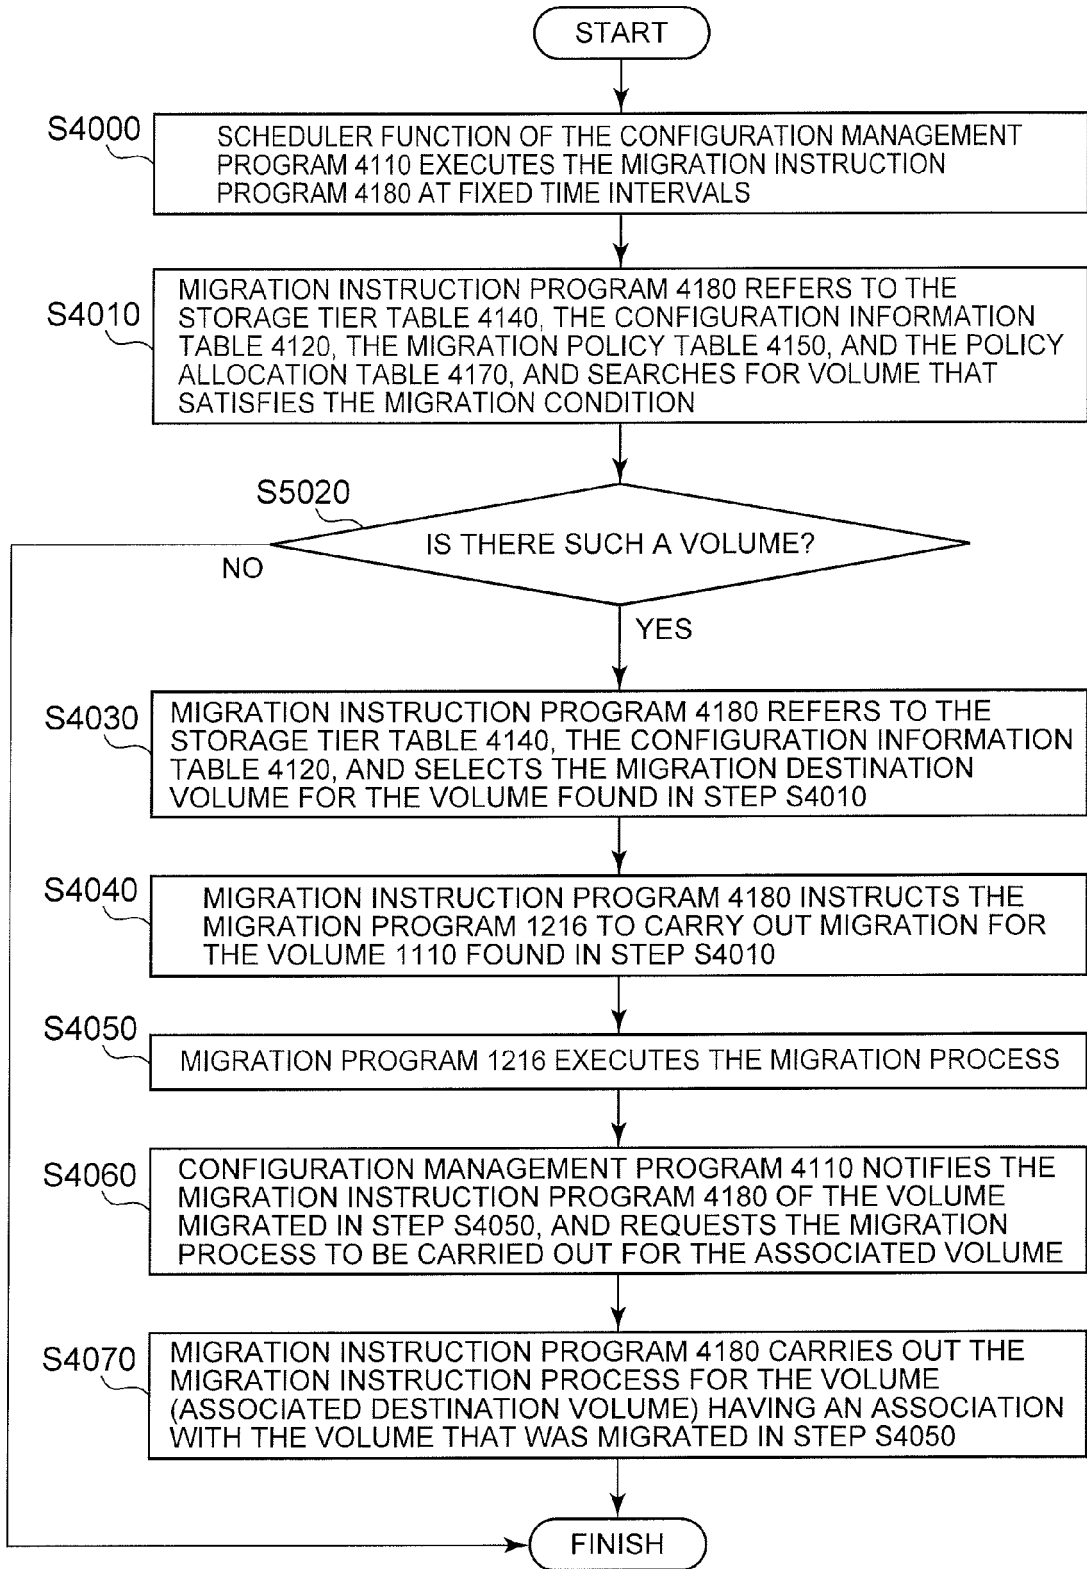 START
S4000
SCHEDULER FUNCTION OF THE CONFIGURATION MANAGEMENT
PROGRAM 4110 EXECUTES THE MIGRATION INSTRUCTION
PROGRAM 4180 AT FIXED TIME INTERVALS
S4010
MIGRATION INSTRUCTION PROGRAM 4180 REFERS TO THE
STORAGE TIER TABLE 4140, THE CONFIGURATION INFORMATION
TABLE 4120, THE MIGRATION POLICY TABLE 4150, AND THE POLICY
ALLOCATION TABLE 4170, AND SEARCHES FOR VOLUME THAT
SATISFIES THE MIGRATION CONDITION
S5020
IS THERE SUCH A VOLUME?
NO
YES
S4030
MIGRATION INSTRUCTION PROGRAM 4180 REFERS TO THE
STORAGE TIER TABLE 4140, THE CONFIGURATION INFORMATION
TABLE 4120, AND SELECTS THE MIGRATION DESTINATION
VOLUME FOR THE VOLUME FOUND IN STEP S4010
S4040
MIGRATION INSTRUCTION PROGRAM 4180 INSTRUCTS THE
MIGRATION PROGRAM 1216 TO CARRY OUT MIGRATION FOR
THE VOLUME 1110 FOUND IN STEP S4010
S4050
MIGRATION PROGRAM 1216 EXECUTES THE MIGRATION PROCESS
S4060
CONFIGURATION MANAGEMENT PROGRAM 4110 NOTIFIES THE
MIGRATION INSTRUCTION PROGRAM 4180 OF THE VOLUME
MIGRATED IN STEP S4050, AND REQUESTS THE MIGRATION
PROCESS TO BE CARRIED OUT FOR THE ASSOCIATED VOLUME
S4070
MIGRATION INSTRUCTION PROGRAM 4180 CARRIES OUT THE
MIGRATION INSTRUCTION PROCESS FOR THE VOLUME
(ASSOCIATED DESTINATION VOLUME) HAVING AN ASSOCIATION
WITH THE VOLUME THAT WAS MIGRATED IN STEP S4050
FINISH